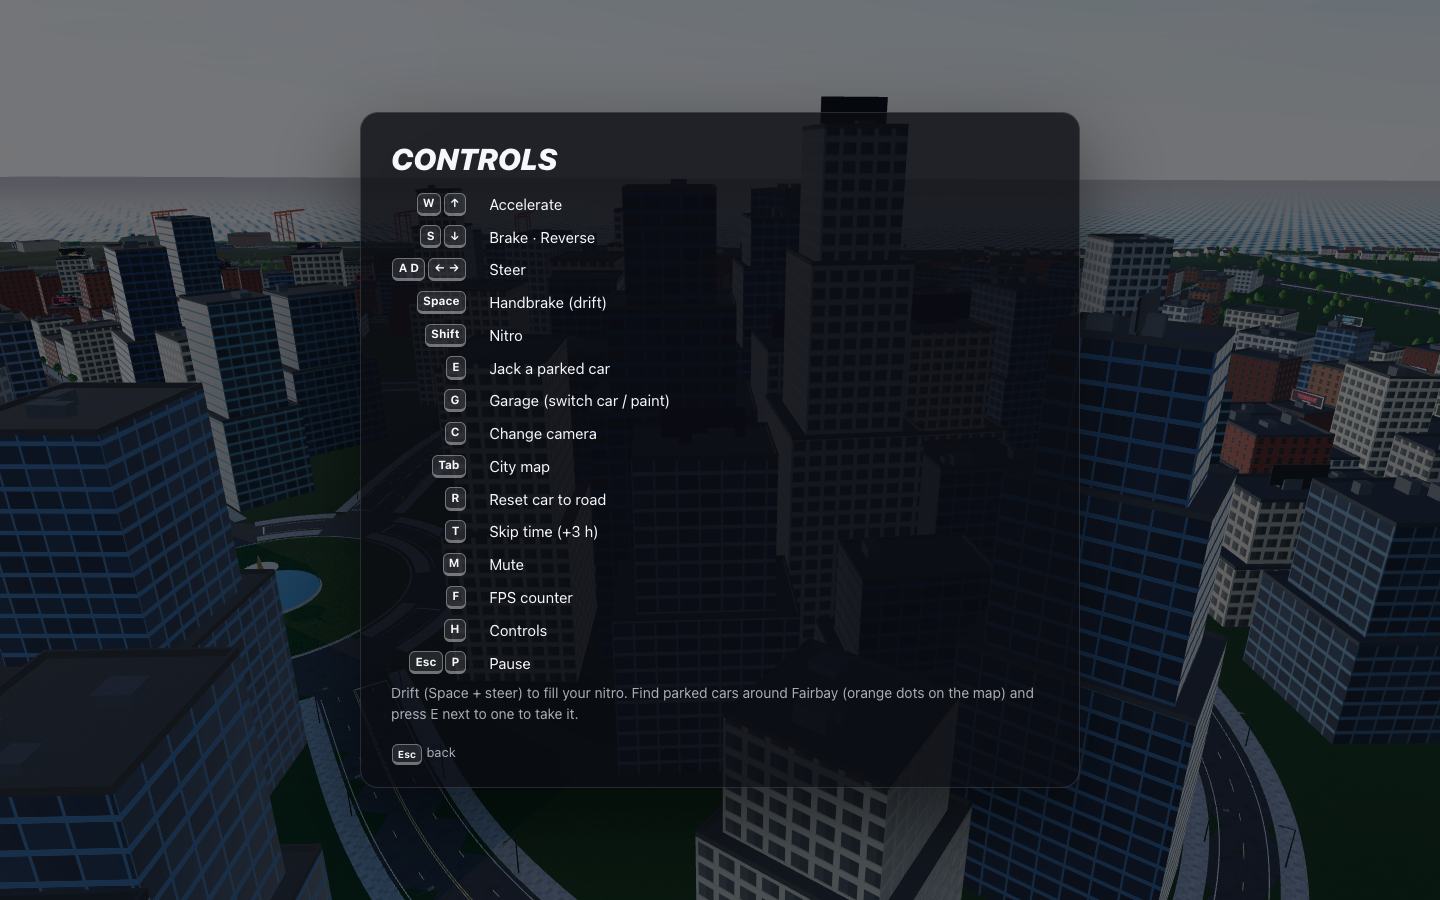 CONTROLS
W ↑ Accelerate
S ↓ Brake · Reverse
A D ← → Steer
Space Handbrake (drift)
Shift Nitro
E Jack a parked car
G Garage (switch car / paint)
C Change camera
Tab City map
R Reset car to road
T Skip time (+3 h)
M Mute
F FPS counter
H Controls
Esc P Pause
Drift (Space + steer) to fill your nitro. Find parked cars around Fairbay (orange dots on the map) and
press E next to one to take it.
Esc back